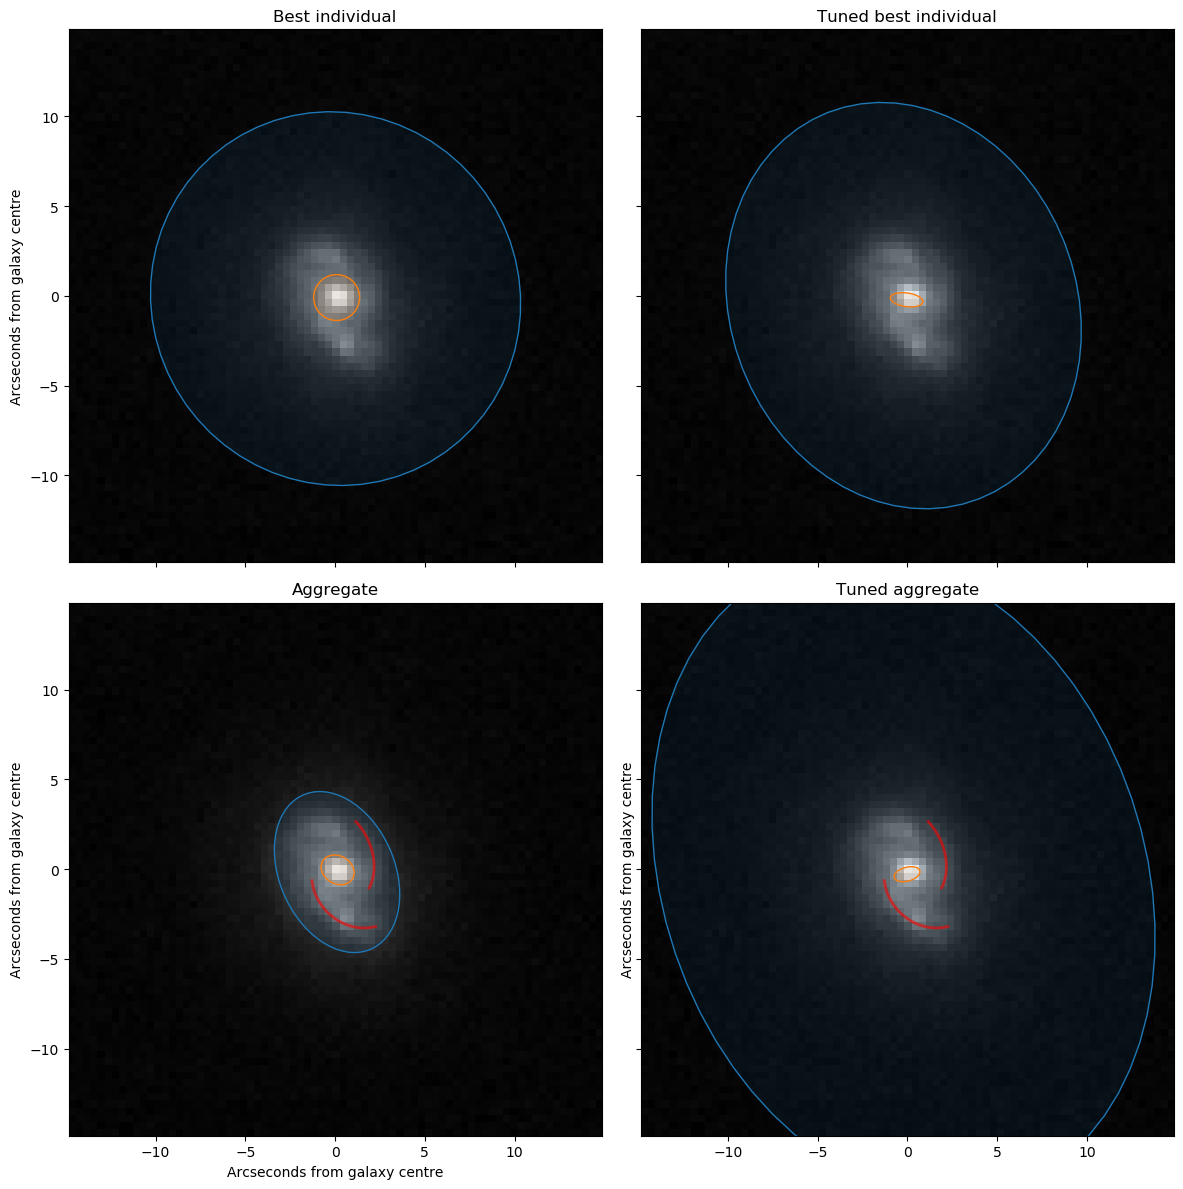 Best individual
Tuned best individual
10
5
0
−5
−10
Arcseconds from galaxy centre
Aggregate
Tuned aggregate
10
5
0
−5
−10
Arcseconds from galaxy centre
Arcseconds from galaxy centre
−10 −5 0 5 10
−10 −5 0 5 10
Arcseconds from galaxy centre